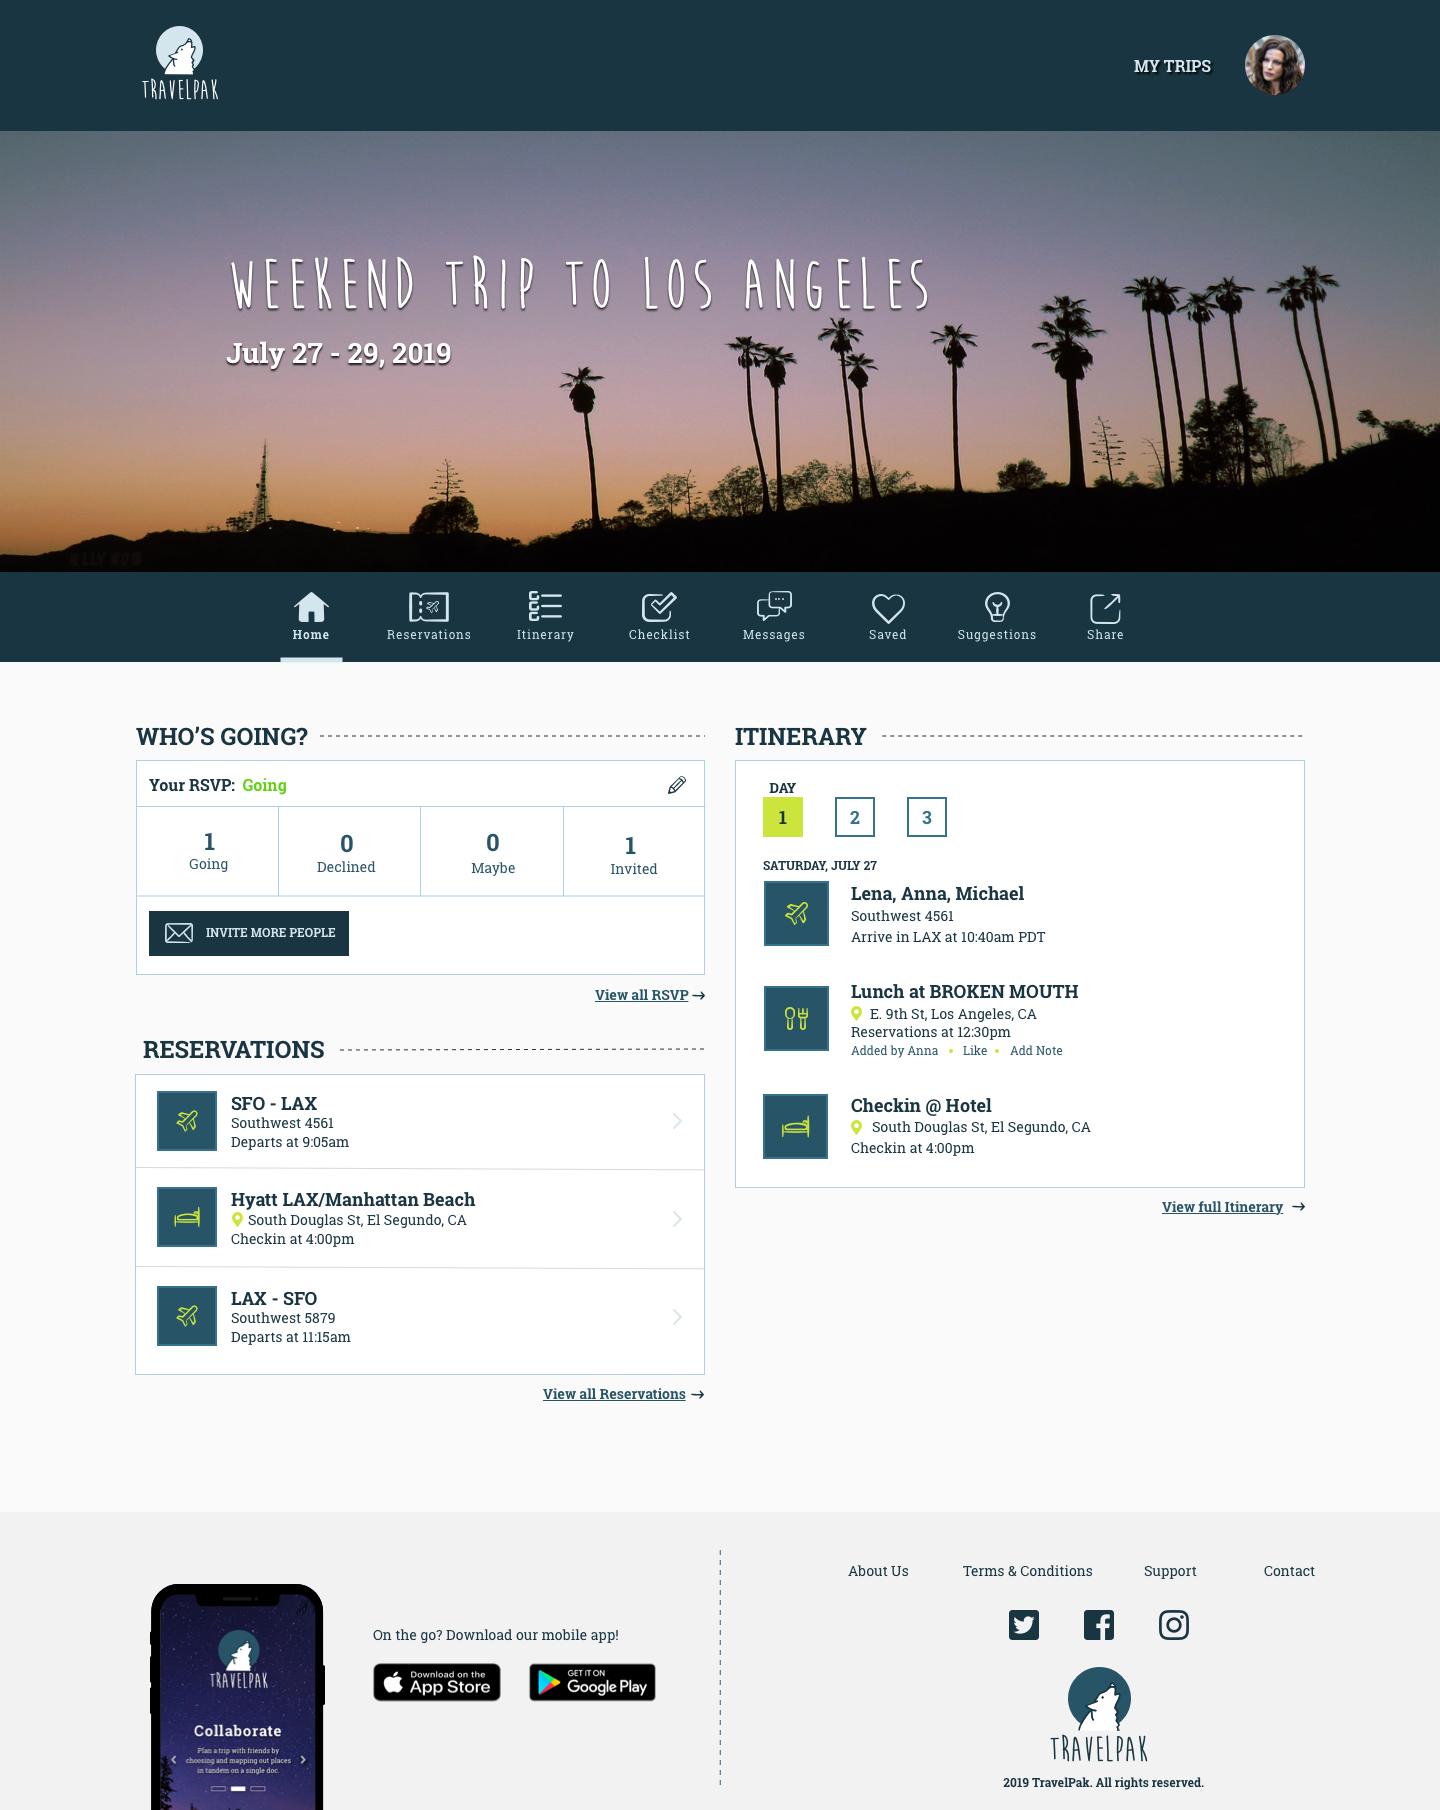 TRAVELPAK
MY TRIPS
WEEKEND TRIP TO LOS ANGELES
July 27 - 29, 2019
Home
Reservations
Itinerary
Checklist
Messages
Saved
Suggestions
Share
WHO'S GOING?
Your RSVP: Going
1
Going
0
Declined
0
Maybe
1
Invited
INVITE MORE PEOPLE
View all RSVP
RESERVATIONS
SFO - LAX
Southwest 4561
Departs at 9:05am
Hyatt LAX/Manhattan Beach
South Douglas St, El Segundo, CA
Checkin at 4:00pm
LAX - SFO
Southwest 5879
Departs at 11:15am
View all Reservations
ITINERARY
DAY
1
2
3
SATURDAY, JULY 27
Lena, Anna, Michael
Southwest 4561
Arrive in LAX at 10:40am PDT
Lunch at BROKEN MOUTH
E. 9th St, Los Angeles, CA
Reservations at 12:30pm
Added by Anna • Like • Add Note
Checkin @ Hotel
South Douglas St, El Segundo, CA
Checkin at 4:00pm
View full Itinerary
TRAVELPAK
Collaborate
Plan a trip with friends by
choosing and mapping out places
in tandem on a single doc.
On the go? Download our mobile app!
Download on the
App Store
GET IT ON
Google Play
About Us
Terms & Conditions
Support
Contact
TRAVELPAK
2019 TravelPak. All rights reserved.